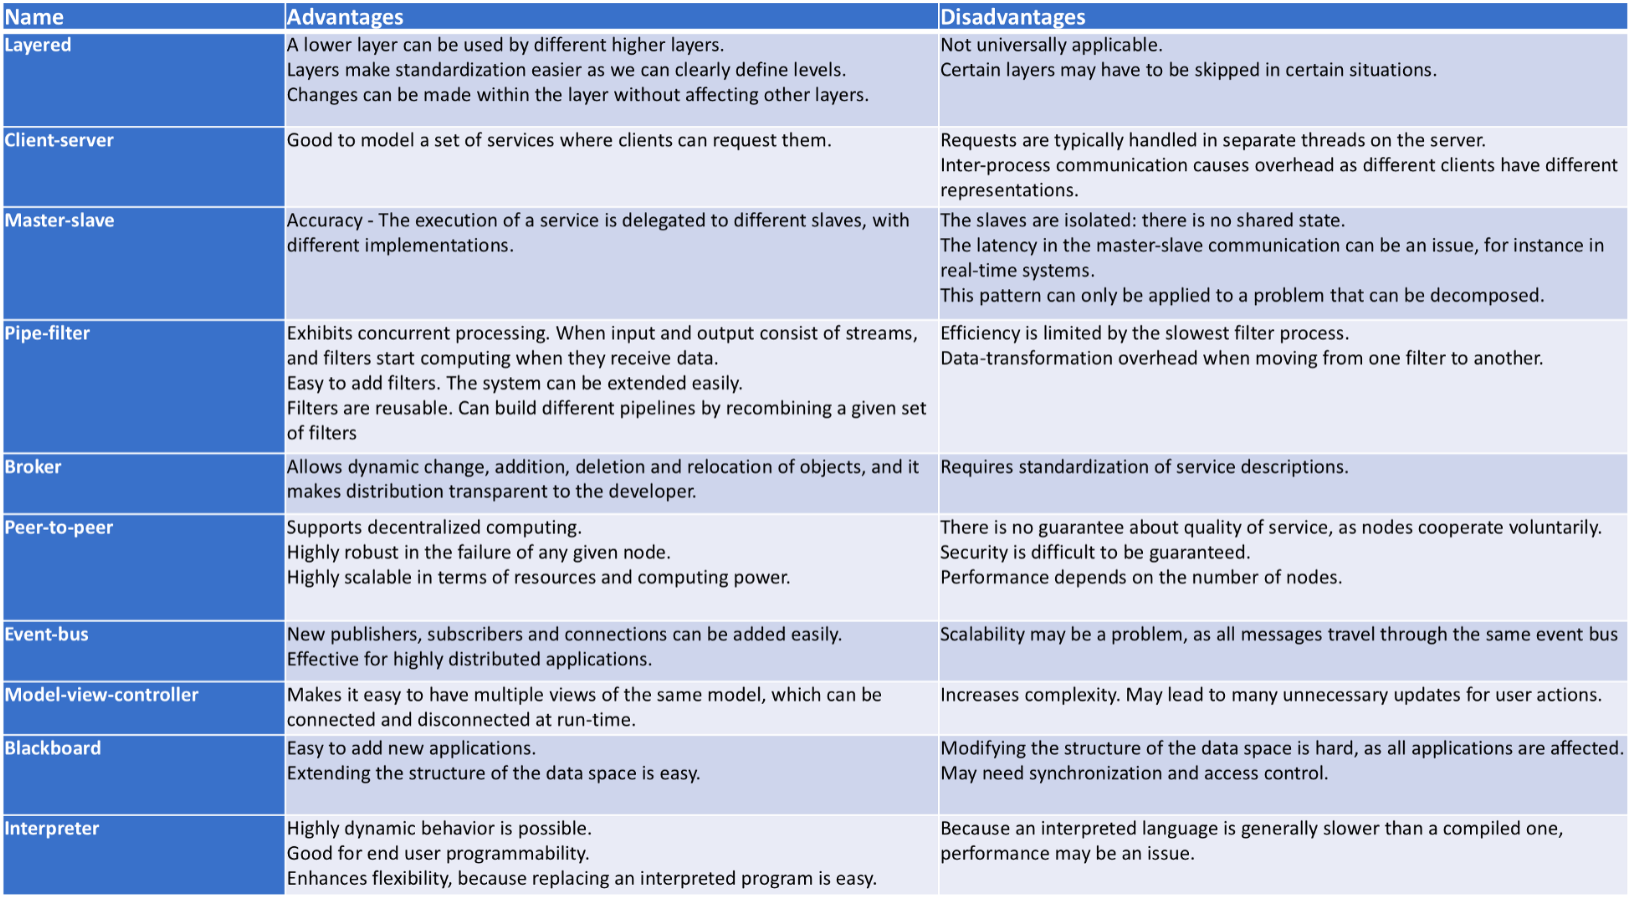 Name
Advantages
Disadvantages
Layered
A lower layer can be used by different higher layers.
Layers make standardization easier as we can clearly define levels.
Changes can be made within the layer without affecting other layers.
Not universally applicable.
Certain layers may have to be skipped in certain situations.
Client-server
Good to model a set of services where clients can request them.
Requests are typically handled in separate threads on the server.
Inter-process communication causes overhead as different clients have different
representations.
Master-slave
Accuracy - The execution of a service is delegated to different slaves, with
different implementations.
The slaves are isolated: there is no shared state.
The latency in the master-slave communication can be an issue, for instance in
real-time systems.
This pattern can only be applied to a problem that can be decomposed.
Pipe-filter
Exhibits concurrent processing. When input and output consist of streams,
and filters start computing when they receive data.
Easy to add filters. The system can be extended easily.
Filters are reusable. Can build different pipelines by recombining a given set
of filters
Efficiency is limited by the slowest filter process.
Data-transformation overhead when moving from one filter to another.
Broker
Allows dynamic change, addition, deletion and relocation of objects, and it
makes distribution transparent to the developer.
Requires standardization of service descriptions.
Peer-to-peer
Supports decentralized computing.
Highly robust in the failure of any given node.
Highly scalable in terms of resources and computing power.
There is no guarantee about quality of service, as nodes cooperate voluntarily.
Security is difficult to be guaranteed.
Performance depends on the number of nodes.
Event-bus
New publishers, subscribers and connections can be added easily.
Effective for highly distributed applications.
Scalability may be a problem, as all messages travel through the same event bus
Model-view-controller
Makes it easy to have multiple views of the same model, which can be
connected and disconnected at run-time.
Increases complexity. May lead to many unnecessary updates for user actions.
Blackboard
Easy to add new applications.
Extending the structure of the data space is easy.
Modifying the structure of the data space is hard, as all applications are affected.
May need synchronization and access control.
Interpreter
Highly dynamic behavior is possible.
Good for end user programmability.
Enhances flexibility, because replacing an interpreted program is easy.
Because an interpreted language is generally slower than a compiled one,
performance may be an issue.